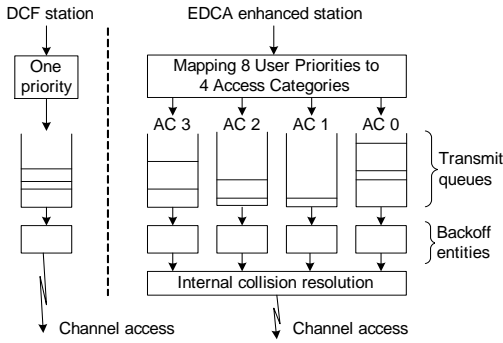 DCF station
EDCA enhanced station
One
priority
Mapping 8 User Priorities to
4 Access Categories
AC 3
AC 2
AC 1
AC 0
Transmit
queues
Backoff
entities
Internal collision resolution
Channel access
Channel access